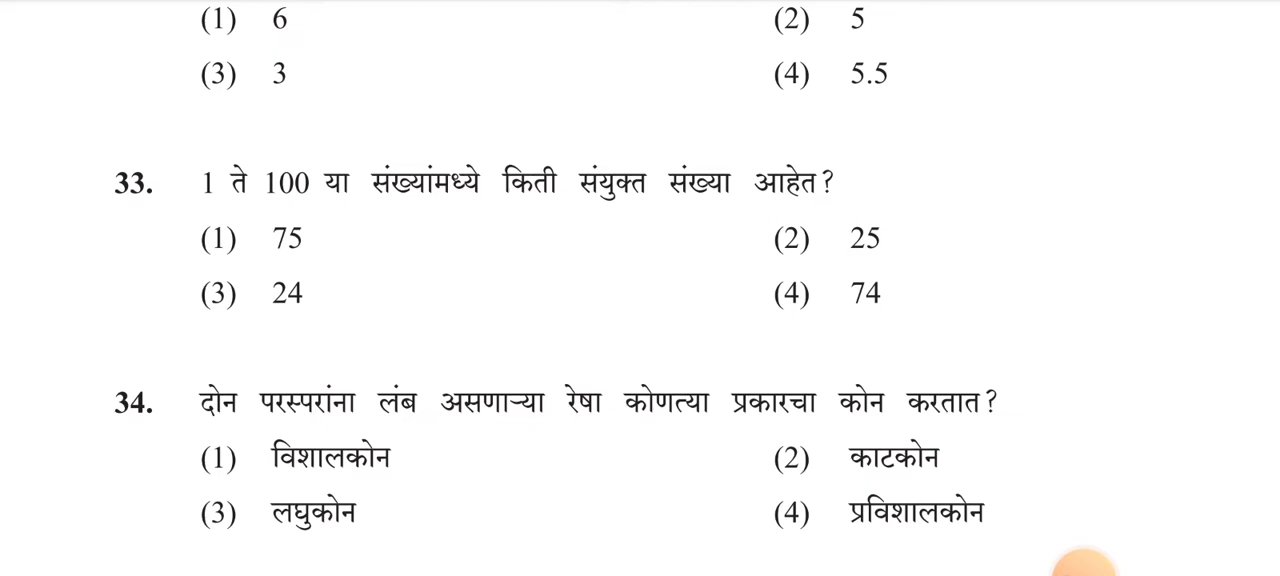 (1) 6 (2) 5
(3) 3 (4) 5.5
33. 1 ते 100 या संख्यांमध्ये किती संयुक्त संख्या आहेत?
(1) 75 (2) 25
(3) 24 (4) 74
34. दोन परस्परांना लंब असणाऱ्या रेषा कोणत्या प्रकारचा कोन करतात?
(1) विशालकोन (2) काटकोन
(3) लघुकोन (4) प्रविशालकोन